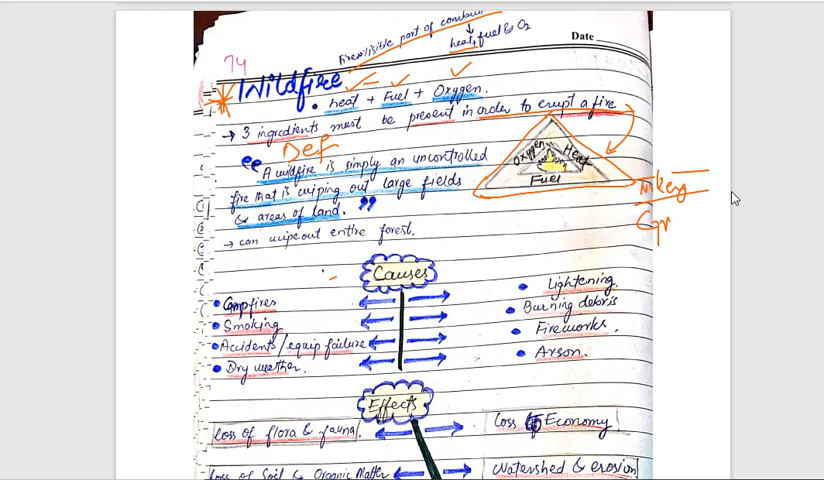 Fire visible part of combus
heat, fuel & O2
Date
74
Wildfire
• heat + Fuel + Oxygen.
→ 3 ingredients must be present in order to erupt a fire
Def
Oxygen
Heat
Fuel
" A wildfire is simply an uncontrolled
fire that is wiping out large fields
& areas of land. "
→ can wipeout entire forest.
Causes
• Campfires
• Lightening.
• Smoking
• Burning debris
• Accidents / equip failure
• Fireworks.
• Dry weather.
• Arson.
Effects
loss of flora & fauna.
loss of Economy
loss of Soil & Organic Matter
Watershed & erosion